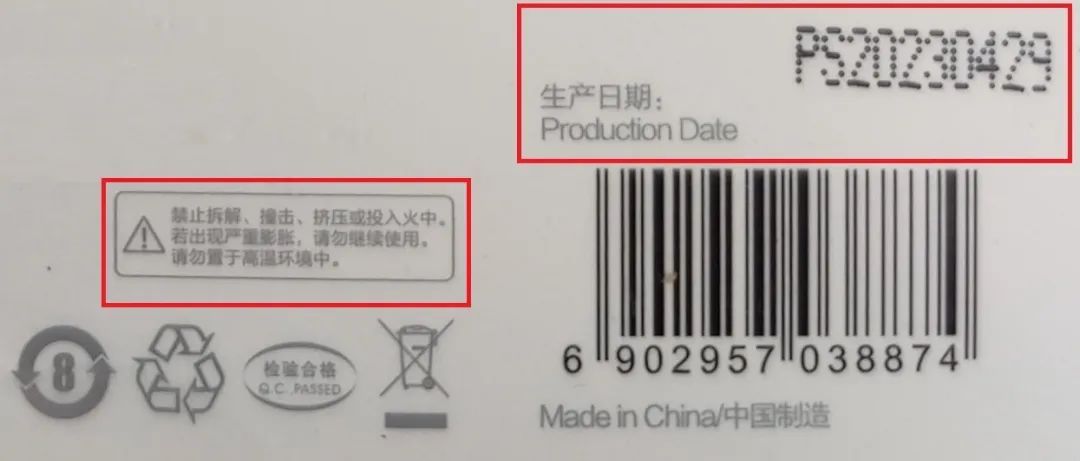 PS20230429
生产日期：
Production Date
禁止拆解、撞击、挤压或投入火中。
若出现严重膨胀，请勿继续使用。
请勿置于高温环境中。
8
检验合格
Q.C.,PASSED
6 902957 038874
Made in China/中国制造